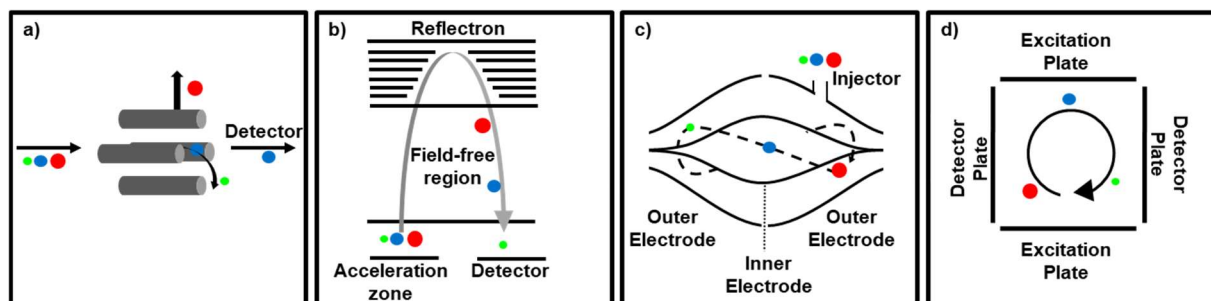 a)
Detector
b)
Reflectron
Field-free
region
Acceleration
zone
Detector
c)
Injector
Outer
Electrode
Inner
Electrode
Outer
Electrode
d)
Excitation
Plate
Detector
Plate
Detector
Plate
Excitation
Plate